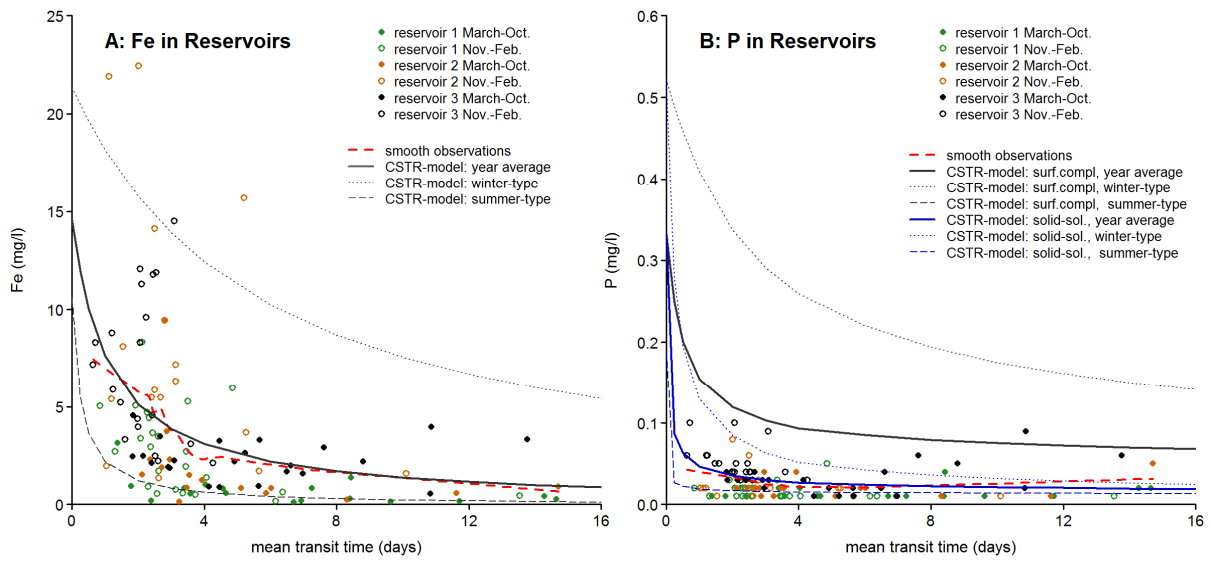 A: Fe in Reservoirs
reservoir 1 March-Oct.
reservoir 1 Nov.-Feb.
reservoir 2 March-Oct.
reservoir 2 Nov.-Feb.
reservoir 3 March-Oct.
reservoir 3 Nov.-Feb.
smooth observations
CSTR-model: year average
CSTR-model: winter-type
CSTR-model: summer-type
Fe (mg/l)
25
20
15
10
5
0
0 4 8 12 16
mean transit time (days)
B: P in Reservoirs
reservoir 1 March-Oct.
reservoir 1 Nov.-Feb.
reservoir 2 March-Oct.
reservoir 2 Nov.-Feb.
reservoir 3 March-Oct.
reservoir 3 Nov.-Feb.
smooth observations
CSTR-model: surf.compl, year average
CSTR-model: surf.compl, winter-type
CSTR-model: surf.compl, summer-type
CSTR-model: solid-sol., year average
CSTR-model: solid-sol., winter-type
CSTR-model: solid-sol., summer-type
P (mg/l)
0.6
0.5
0.4
0.3
0.2
0.1
0.0
0 4 8 12 16
mean transit time (days)